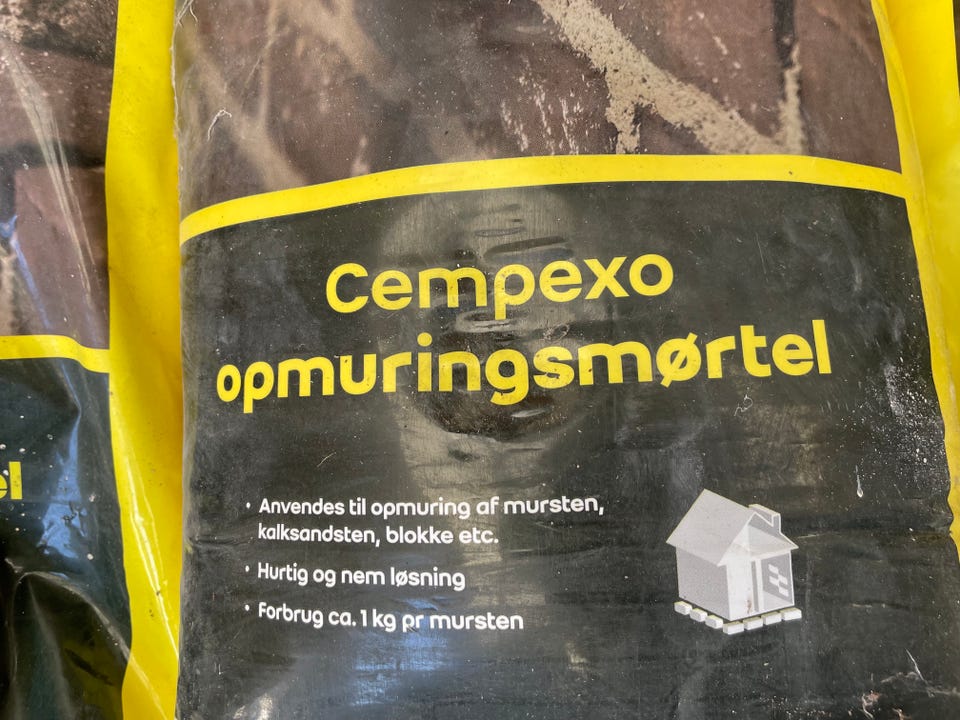 Cempexo
opmuringsmørtel
el
• Anvendes til opmuring af mursten,
kalksandsten, blokke etc.
• Hurtig og nem løsning
• Forbrug ca. 1 kg pr mursten